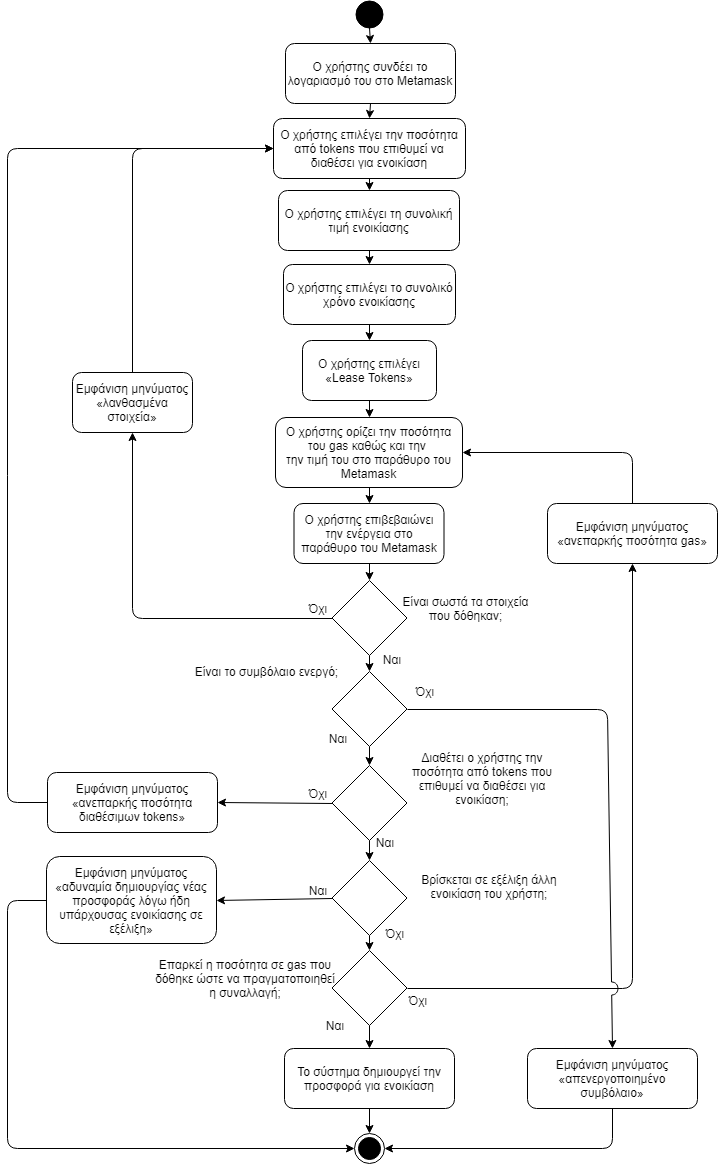 Ο χρήστης συνδέει το
λογαριασμό του στο Metamask
Ο χρήστης επιλέγει την ποσότητα
από tokens που επιθυμεί να
διαθέσει για ενοικίαση
Ο χρήστης επιλέγει τη συνολική
τιμή ενοικίασης
Ο χρήστης επιλέγει το συνολικό
χρόνο ενοικίασης
Ο χρήστης επιλέγει
«Lease Tokens»
Εμφάνιση μηνύματος
«λανθασμένα
στοιχεία»
Ο χρήστης ορίζει την ποσότητα
του gas καθώς και την
την τιμή του στο παράθυρο του
Metamask
Ο χρήστης επιβεβαιώνει
την ενέργεια στο
παράθυρο του Metamask
Εμφάνιση μηνύματος
«ανεπαρκής ποσότητα gas»
Όχι
Είναι σωστά τα στοιχεία
που δόθηκαν;
Ναι
Είναι το συμβόλαιο ενεργό;
Όχι
Ναι
Διαθέτει ο χρήστης την
ποσότητα από tokens που
επιθυμεί να διαθέσει για
ενοικίαση;
Όχι
Εμφάνιση μηνύματος
«ανεπαρκής ποσότητα
διαθέσιμων tokens»
Ναι
Εμφάνιση μηνύματος
«αδυναμία δημιουργίας νέας
προσφοράς λόγω ήδη
υπάρχουσας ενοικίασης σε
εξέλιξη»
Ναι
Βρίσκεται σε εξέλιξη άλλη
ενοικίαση του χρήστη;
Όχι
Επαρκεί η ποσότητα σε gas που
δόθηκε ώστε να πραγματοποιηθεί
η συναλλαγή;
Όχι
Ναι
Το σύστημα δημιουργεί την
προσφορά για ενοικίαση
Εμφάνιση μηνύματος
«απενεργοποιημένο
συμβόλαιο»